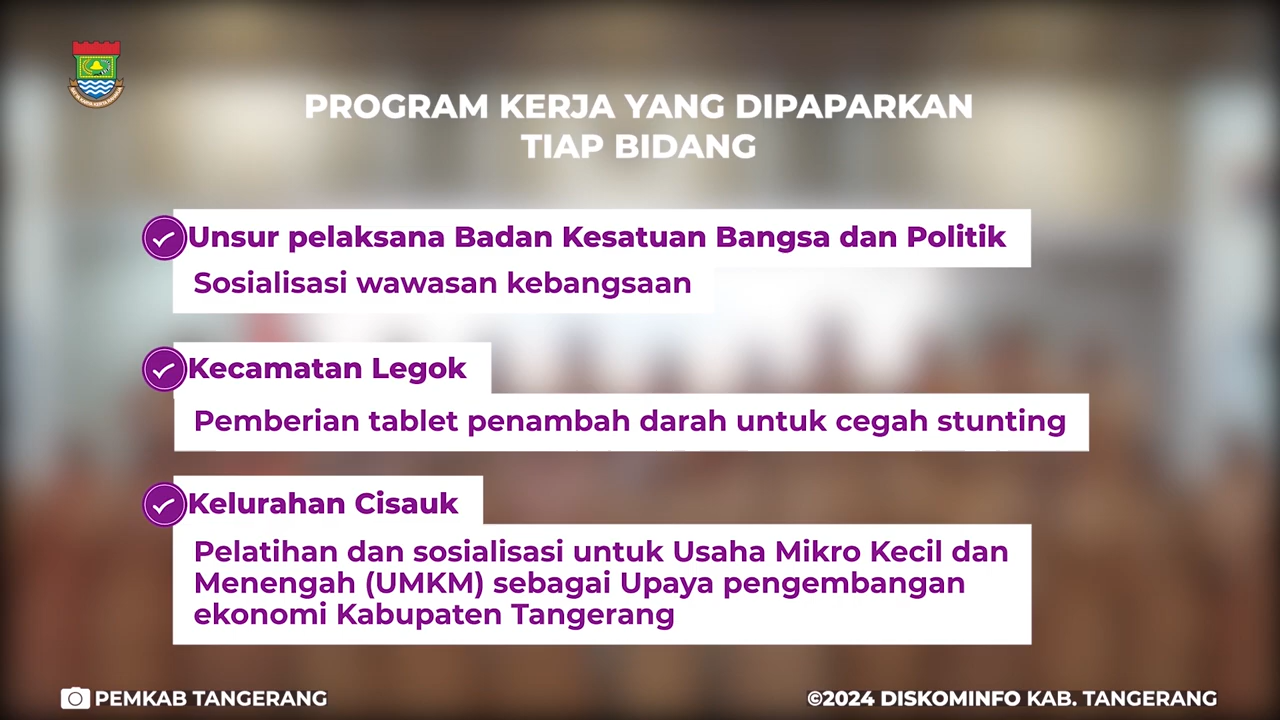 PROGRAM KERJA YANG DIPAPARKAN
TIAP BIDANG
Unsur pelaksana Badan Kesatuan Bangsa dan Politik
Sosialisasi wawasan kebangsaan
Kecamatan Legok
Pemberian tablet penambah darah untuk cegah stunting
Kelurahan Cisauk
Pelatihan dan sosialisasi untuk Usaha Mikro Kecil dan
Menengah (UMKM) sebagai Upaya pengembangan
ekonomi Kabupaten Tangerang
PEMKAB TANGERANG
©2024 DISKOMINFO KAB. TANGERANG